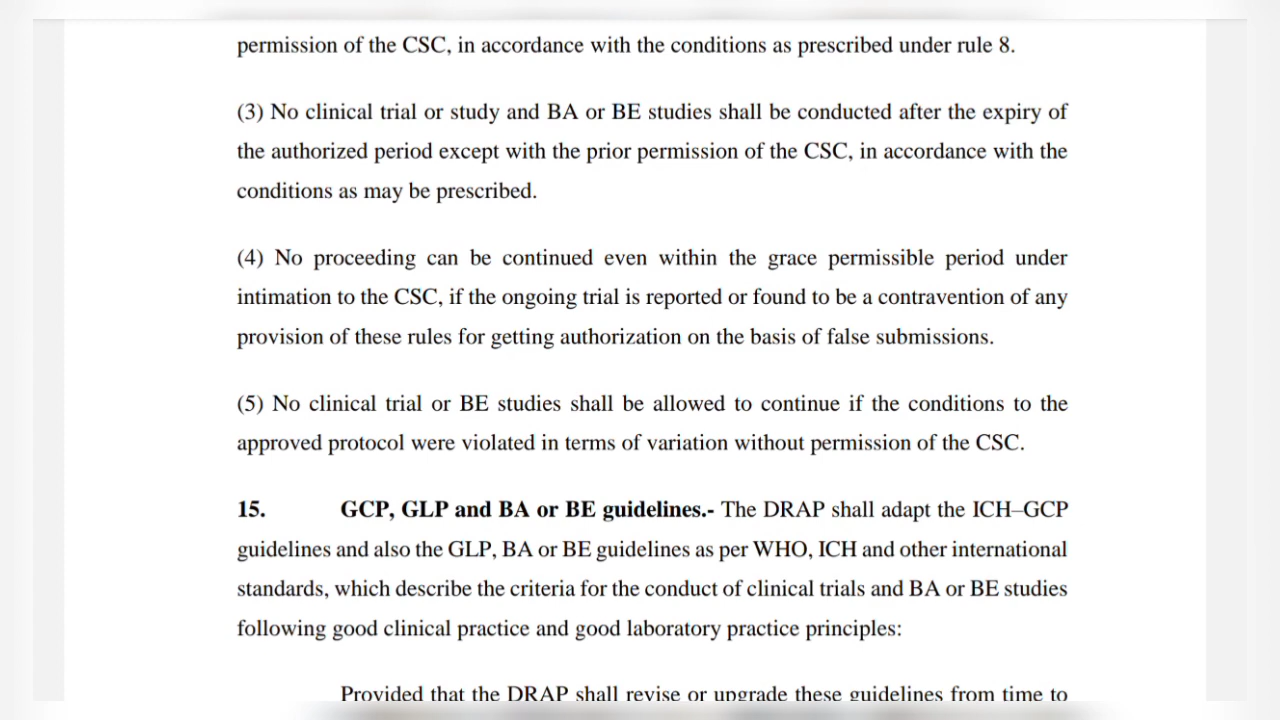 permission of the CSC, in accordance with the conditions as prescribed under rule 8.
(3) No clinical trial or study and BA or BE studies shall be conducted after the expiry of
the authorized period except with the prior permission of the CSC, in accordance with the
conditions as may be prescribed.
(4) No proceeding can be continued even within the grace permissible period under
intimation to the CSC, if the ongoing trial is reported or found to be a contravention of any
provision of these rules for getting authorization on the basis of false submissions.
(5) No clinical trial or BE studies shall be allowed to continue if the conditions to the
approved protocol were violated in terms of variation without permission of the CSC.
15. GCP, GLP and BA or BE guidelines.- The DRAP shall adapt the ICH–GCP
guidelines and also the GLP, BA or BE guidelines as per WHO, ICH and other international
standards, which describe the criteria for the conduct of clinical trials and BA or BE studies
following good clinical practice and good laboratory practice principles:
Provided that the DRAP shall revise or upgrade these guidelines from time to